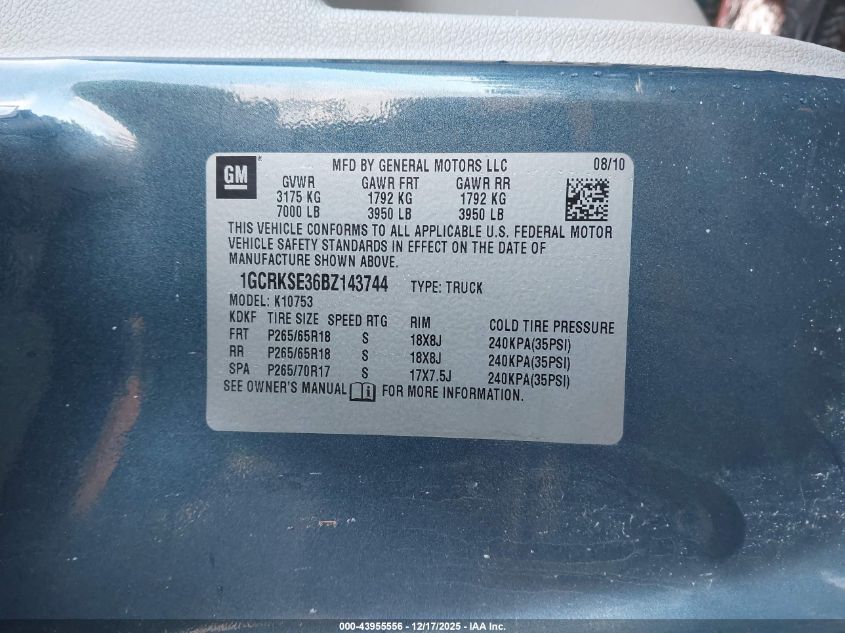 GM
MFD BY GENERAL MOTORS LLC 08/10
GVWR GAWR FRT GAWR RR
3175 KG 1792 KG 1792 KG
7000 LB 3950 LB 3950 LB
THIS VEHICLE CONFORMS TO ALL APPLICABLE U.S. FEDERAL MOTOR
VEHICLE SAFETY STANDARDS IN EFFECT ON THE DATE OF
MANUFACTURE SHOWN ABOVE.
1GCRKSE36BZ143744 TYPE: TRUCK
MODEL: K10753
KDKF TIRE SIZE SPEED RTG RIM COLD TIRE PRESSURE
FRT P265/65R18 S 18X8J 240KPA(35PSI)
RR P265/65R18 S 18X8J 240KPA(35PSI)
SPA P265/70R17 S 17X7.5J 240KPA(35PSI)
SEE OWNER'S MANUAL i FOR MORE INFORMATION.
000-43955556 - 12/17/2025 - IAA Inc.